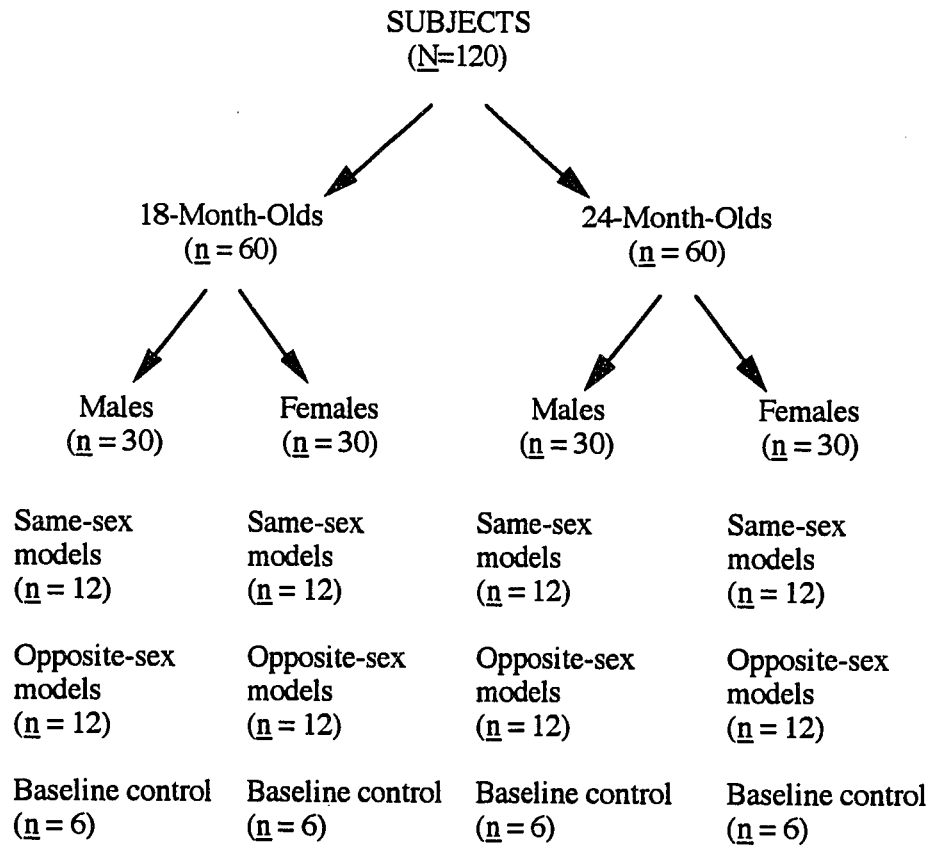 SUBJECTS
(N=120)
18-Month-Olds
(n = 60)
24-Month-Olds
(n = 60)
Males
(n = 30)
Females
(n = 30)
Males
(n = 30)
Females
(n = 30)
Same-sex
models
(n = 12)
Same-sex
models
(n = 12)
Same-sex
models
(n = 12)
Same-sex
models
(n = 12)
Opposite-sex
models
(n = 12)
Opposite-sex
models
(n = 12)
Opposite-sex
models
(n = 12)
Opposite-sex
models
(n = 12)
Baseline control
(n = 6)
Baseline control
(n = 6)
Baseline control
(n = 6)
Baseline control
(n = 6)